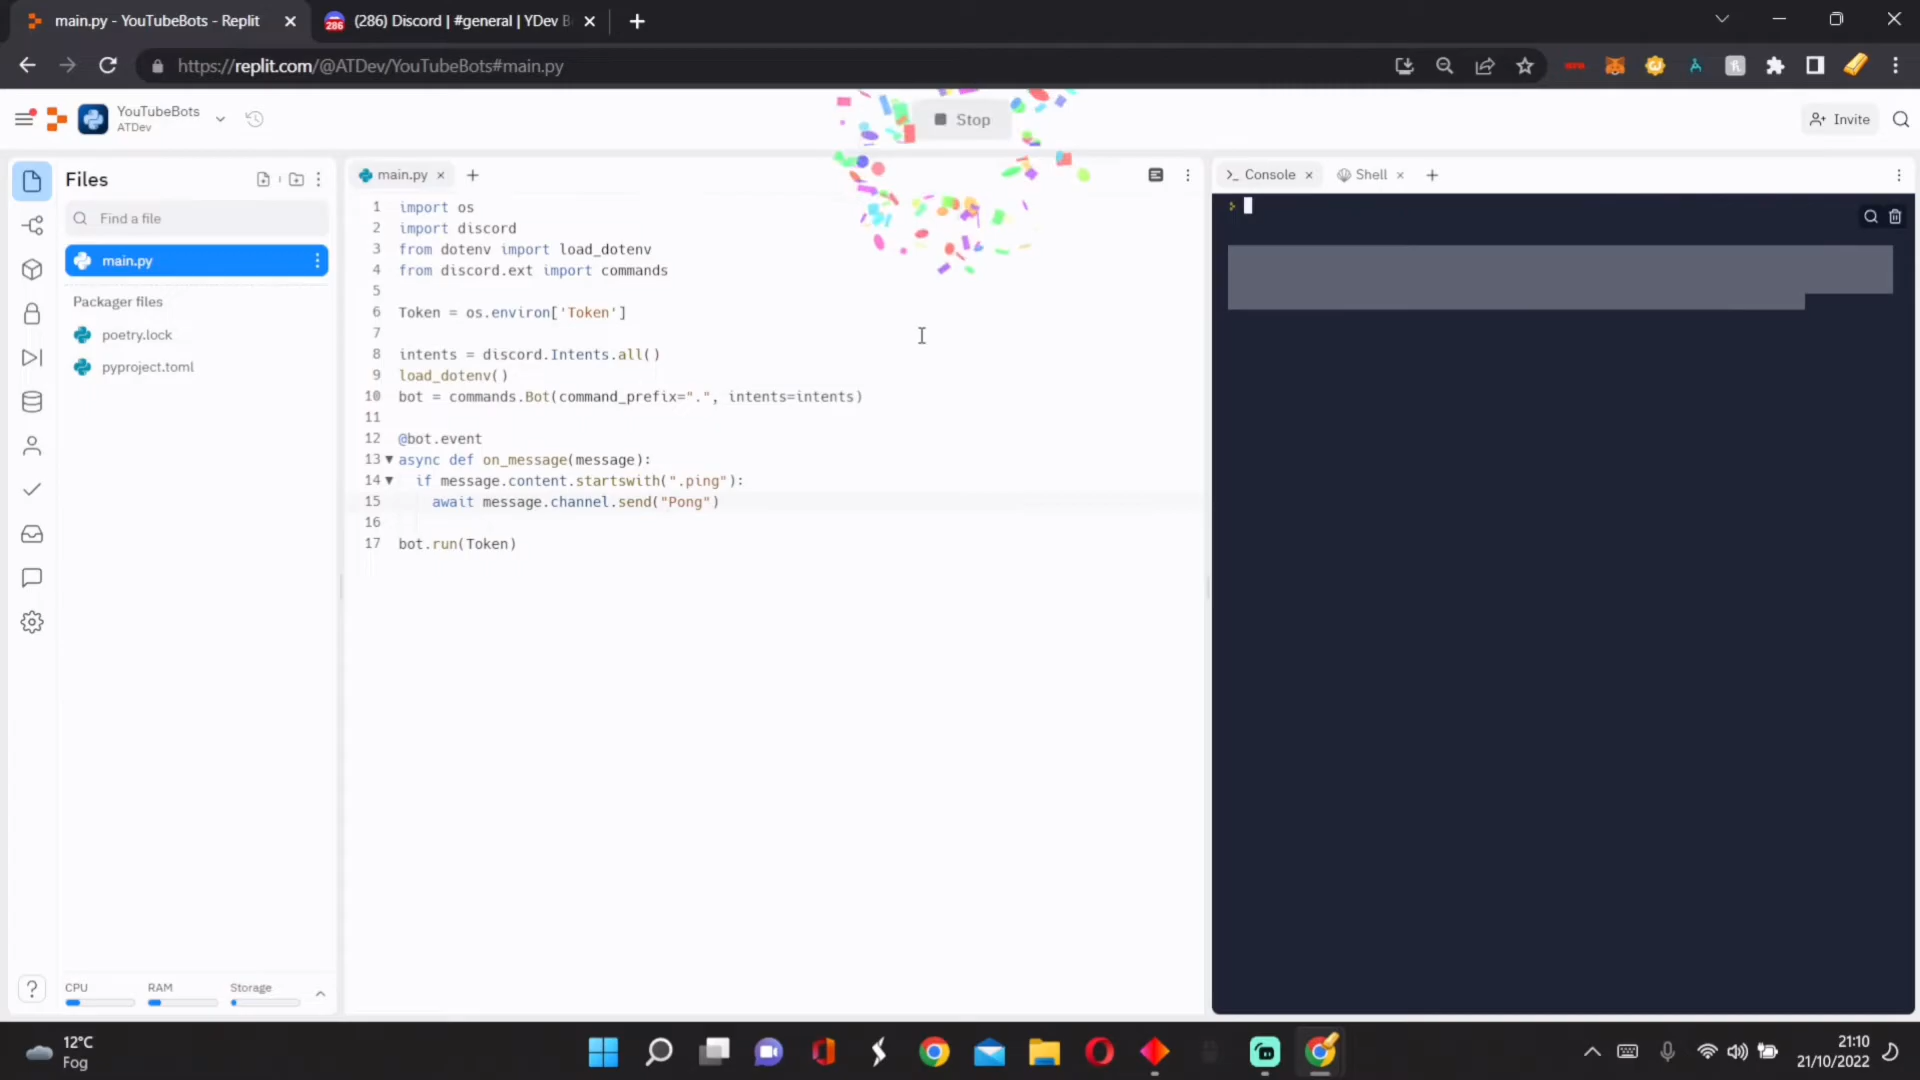 main.py - YouTubeBots - Replit
286
(286) Discord | #general | YDev B
https://replit.com/@ATDev/YouTubeBots#main.py
YouTubeBots
ATDev
Stop
Invite
Files
Find a file
main.py
Packager files
poetry.lock
pyproject.toml
CPU
RAM
Storage
main.py
1 import os
2 import discord
3 from dotenv import load_dotenv
4 from discord.ext import commands
5
6 Token = os.environ['Token']
7
8 intents = discord.Intents.all()
9 load_dotenv()
10 bot = commands.Bot(command_prefix=".", intents=intents)
11
12 @bot.event
13 async def on_message(message):
14 if message.content.startswith(".ping"):
15 await message.channel.send("Pong")
16
17 bot.run(Token)
Console
Shell
12°C
Fog
21:10
21/10/2022